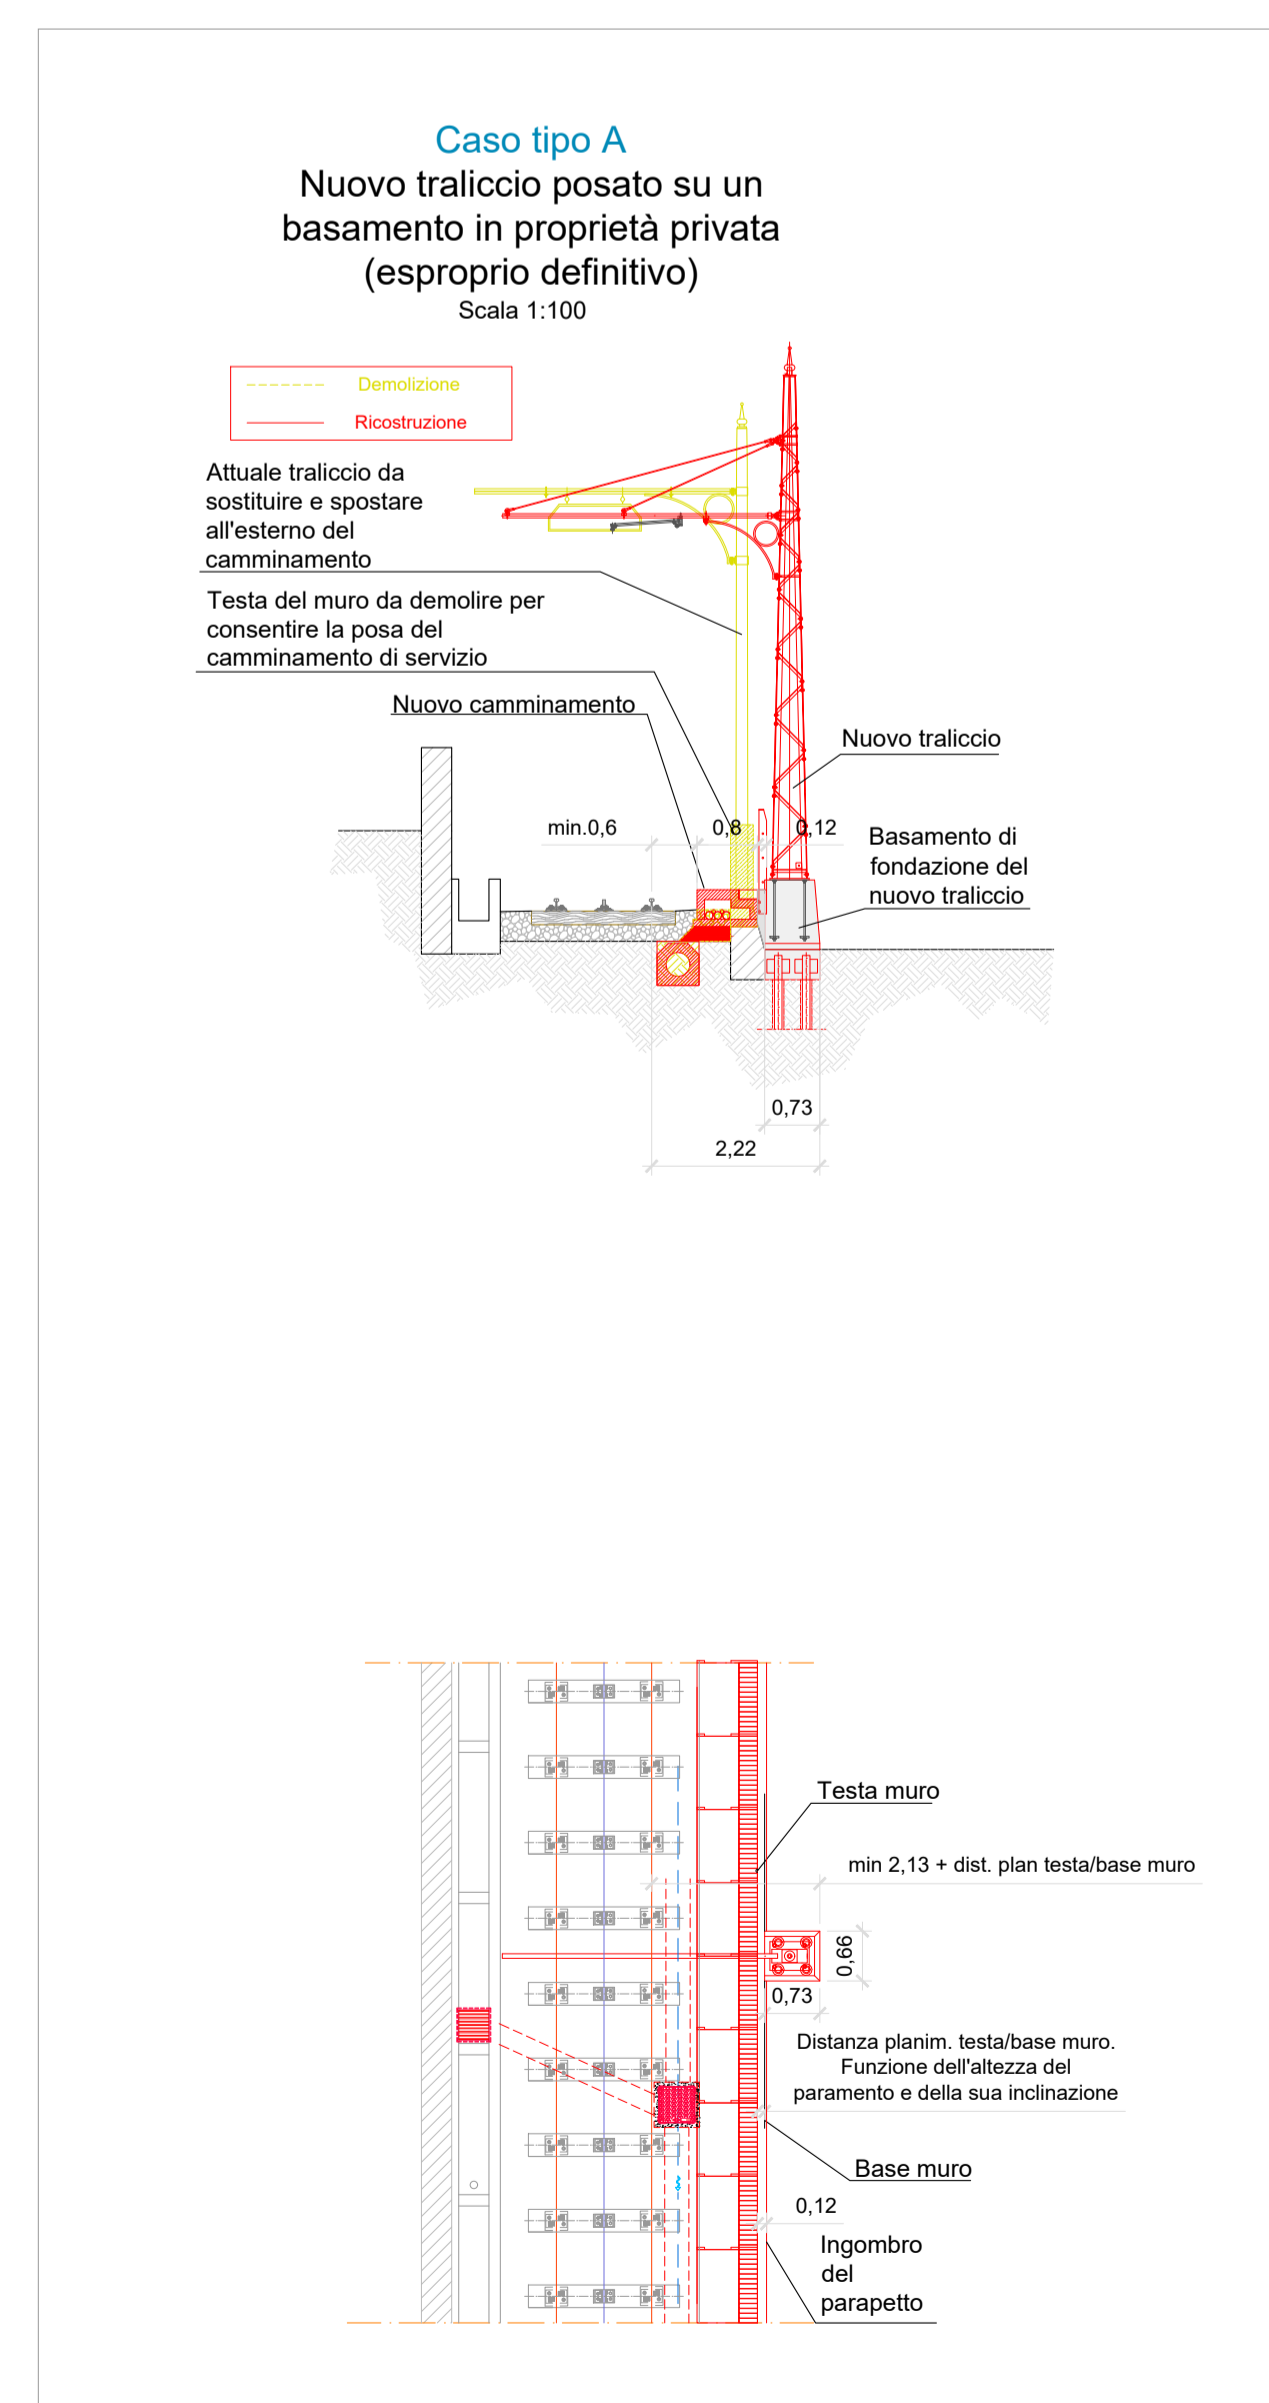 Caso tipo A
Nuovo traliccio posato su un
basamento in proprietà privata
(esproprio definitivo)
Scala 1:100
Demolizione
Ricostruzione
Attuale traliccio da
sostituire e spostare
all'esterno del
camminamento
Testa del muro da demolire per
consentire la posa del
camminamento di servizio
Nuovo camminamento
Nuovo traliccio
min.0,6
0,8
0,12
Basamento di
fondazione del
nuovo traliccio
0,73
2,22
Testa muro
min 2,13 + dist. plan testa/base muro
0,66
0,73
Distanza planim. testa/base muro.
Funzione dell'altezza del
paramento e della sua inclinazione
Base muro
0,12
Ingombro
del
parapetto